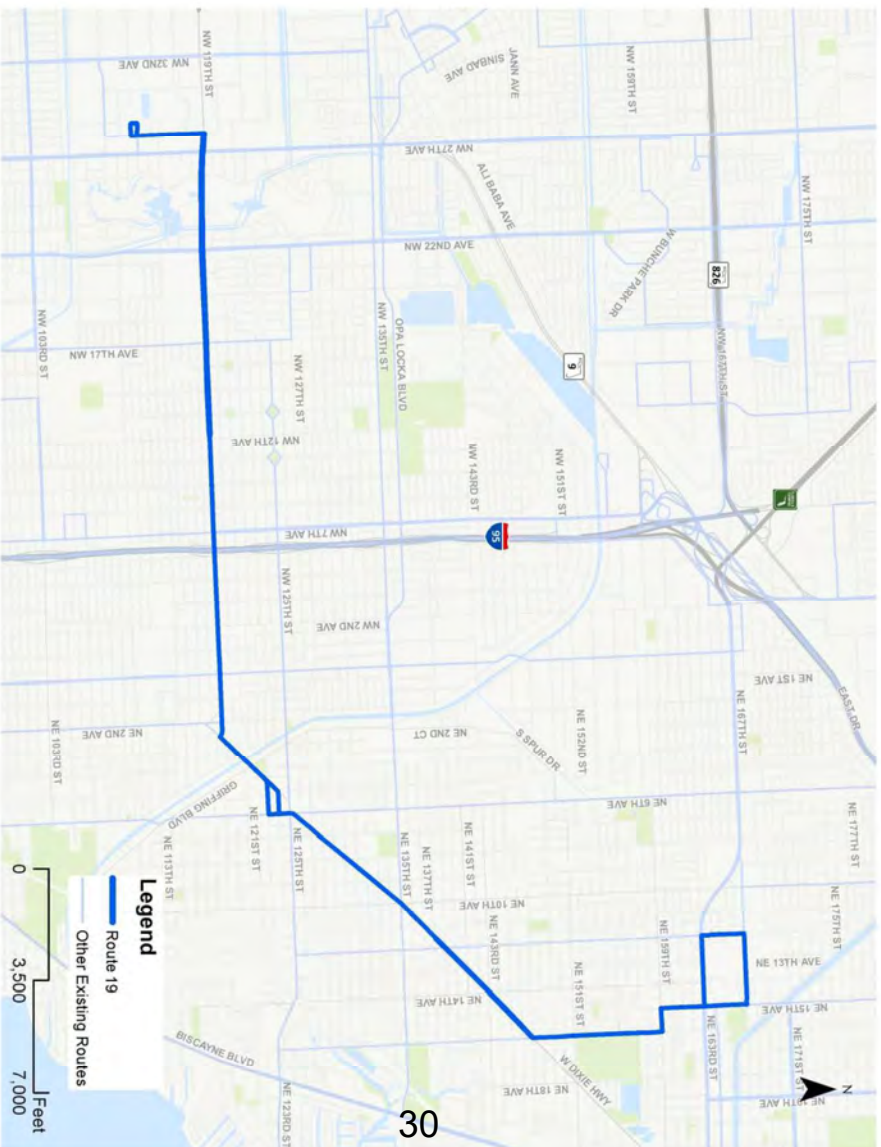 NW 32ND AVE
NW 119TH ST
SINBAD AVE
JANN AVE
NW 159TH ST
NW 175TH ST
NW 27TH AVE
ALI BABA AVE
NW 22ND AVE
W BUNCHE PARK DR
826
NW 103RD ST
NW 17TH AVE
NW 127TH ST
NW 135TH ST
OPA LOCKA BLVD
9
NW 167TH ST
NW 12TH AVE
NW 143RD ST
NW 151ST ST
NW 7TH AVE
95
NW 125TH ST
NW 2ND AVE
NE 1ST AVE
EAST DR
NE 103RD ST
NE 2ND AVE
NE 2ND CT
S SPUR DR
NE 152ND ST
NE 167TH ST
GRIFFING BLVD
NE 6TH AVE
NE 177TH ST
NE 113TH ST
NE 121ST ST
NE 125TH ST
NE 135TH ST
NE 137TH ST
NE 141ST ST
NE 10TH AVE
NE 143RD ST
NE 159TH ST
NE 175TH ST
NE 13TH AVE
NE 14TH AVE
NE 151ST ST
NE 15TH AVE
NE 163RD ST
NE 171ST ST
BISCAYNE BLVD
NE 123RD ST
W DIXIE HWY
NE 18TH AVE
N
Legend
Route 19
Other Existing Routes
0 3,500 7,000
Feet
30